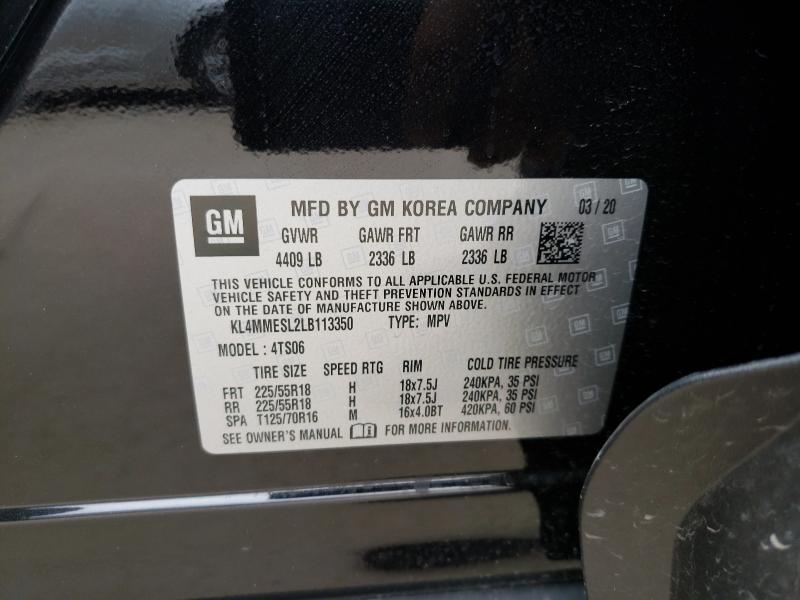 GM MFD BY GM KOREA COMPANY 03 / 20
GVWR GAWR FRT GAWR RR
4409 LB 2336 LB 2336 LB
THIS VEHICLE CONFORMS TO ALL APPLICABLE U.S. FEDERAL MOTOR
VEHICLE SAFETY AND THEFT PREVENTION STANDARDS IN EFFECT
ON THE DATE OF MANUFACTURE SHOWN ABOVE.
KL4MMESL2LB113350 TYPE: MPV
MODEL : 4TS06
TIRE SIZE SPEED RTG RIM COLD TIRE PRESSURE
FRT 225/55R18 H 18x7.5J 240KPA, 35 PSI
RR 225/55R18 H 18x7.5J 240KPA, 35 PSI
SPA T125/70R16 M 16x4.0BT 420KPA, 60 PSI
SEE OWNER'S MANUAL FOR MORE INFORMATION.